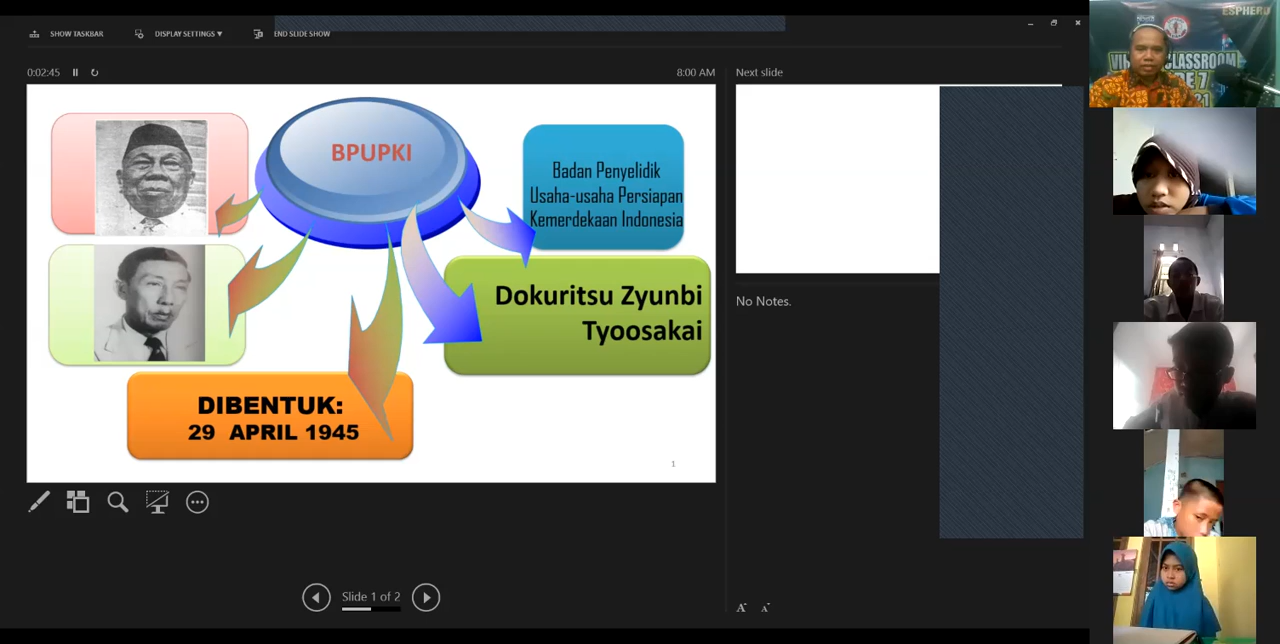 SHOW TASKBAR
DISPLAY SETTINGS ▼
END SLIDE SHOW
0:02:45
8:00 AM
Next slide
BPUPKI
Badan Penyelidik
Usaha-usaha Persiapan
Kemerdekaan Indonesia
Dokuritsu Zyunbi
Tyoosakai
DIBENTUK:
29 APRIL 1945
1
No Notes.
Slide 1 of 2
A A
ESPHERO
CLASSROOM